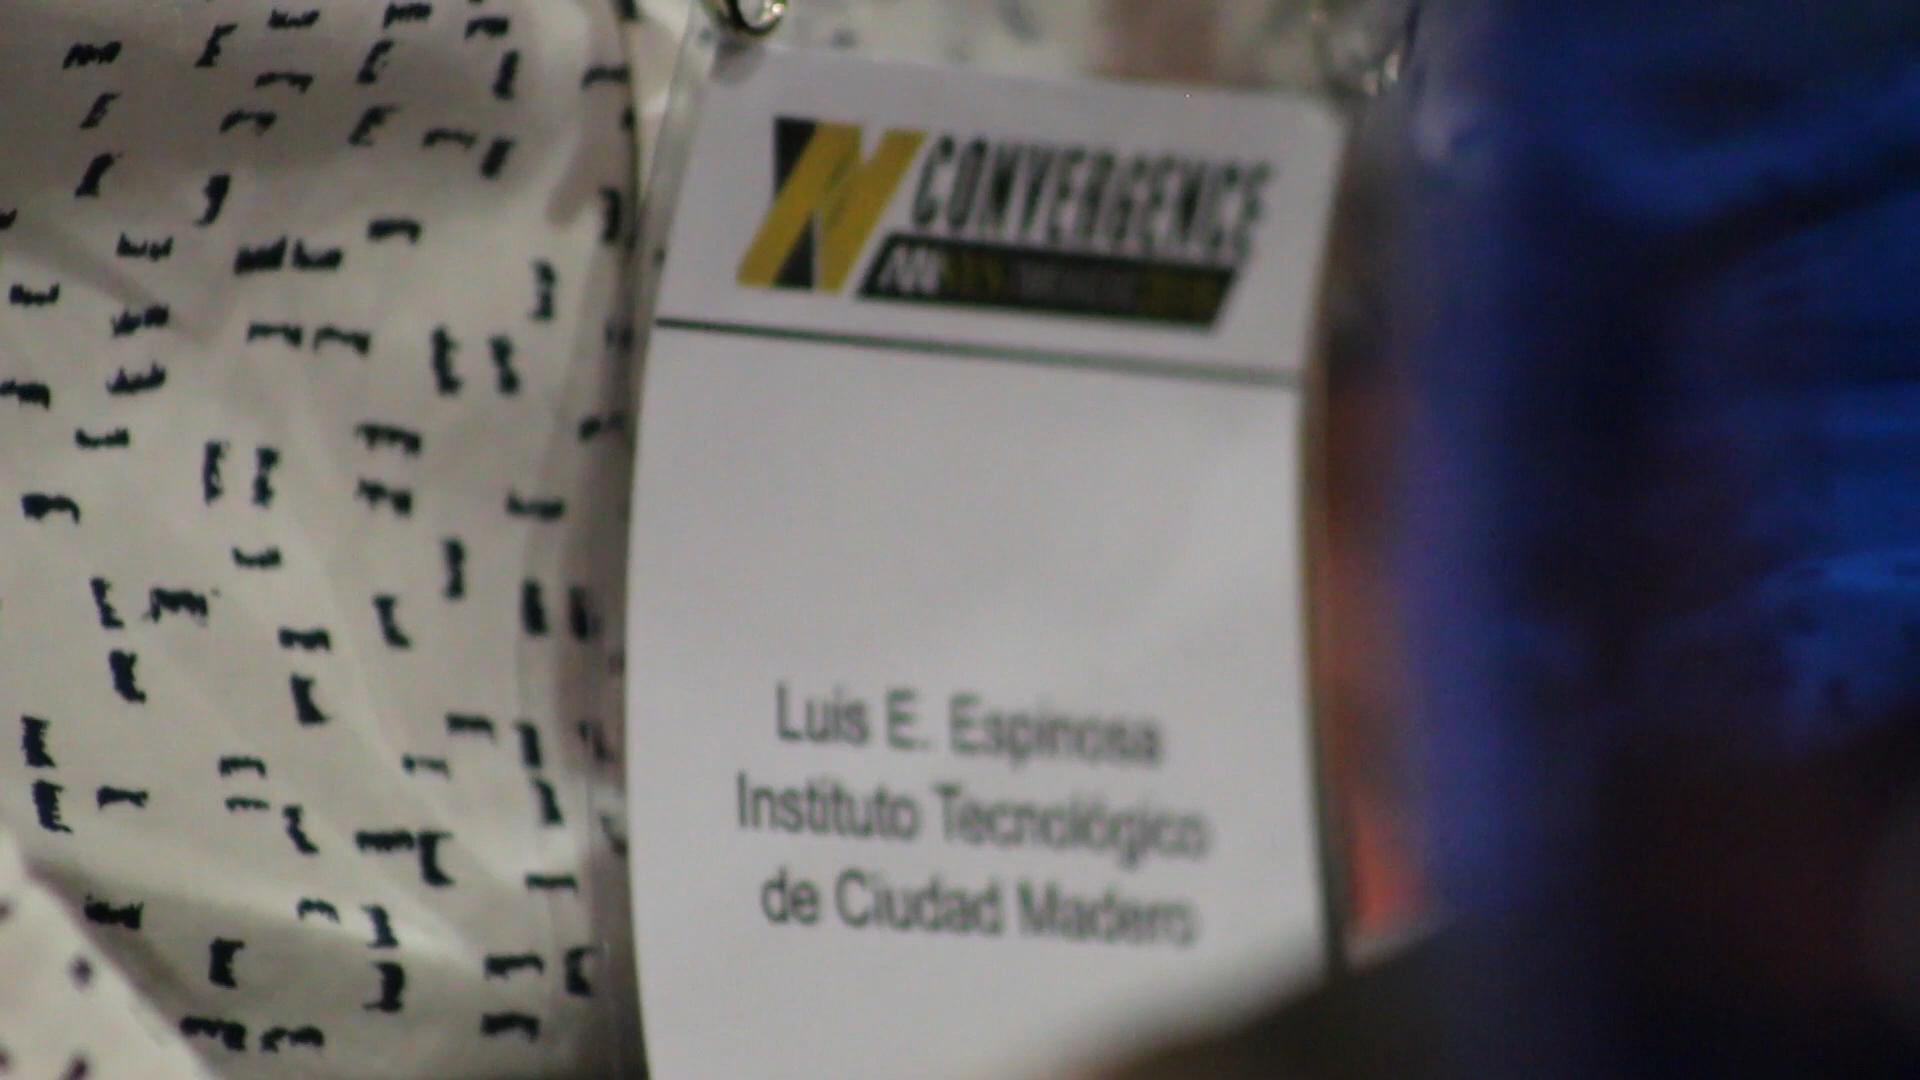 CONVERGENCE
Luis E. Espinosa
Instituto Tecnológico
de Ciudad Madero